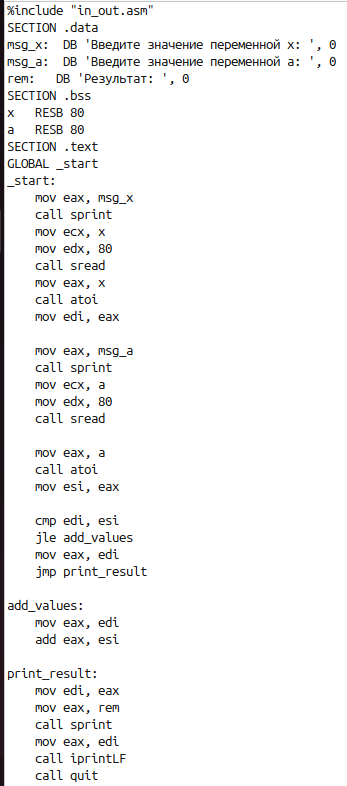 %include "in_out.asm"
SECTION .data
msg_x:  DB 'Введите значение переменной x: ', 0
msg_a:  DB 'Введите значение переменной a: ', 0
rem:   DB 'Результат: ', 0
SECTION .bss
x   RESB 80
a   RESB 80
SECTION .text
GLOBAL _start
_start:
    mov eax, msg_x
    call sprint
    mov ecx, x
    mov edx, 80
    call sread
    mov eax, x
    call atoi
    mov edi, eax

    mov eax, msg_a
    call sprint
    mov ecx, a
    mov edx, 80
    call sread

    mov eax, a
    call atoi
    mov esi, eax

    cmp edi, esi
    jle add_values
    mov eax, edi
    jmp print_result

add_values:
    mov eax, edi
    add eax, esi

print_result:
    mov edi, eax
    mov eax, rem
    call sprint
    mov eax, edi
    call iprintLF
    call quit